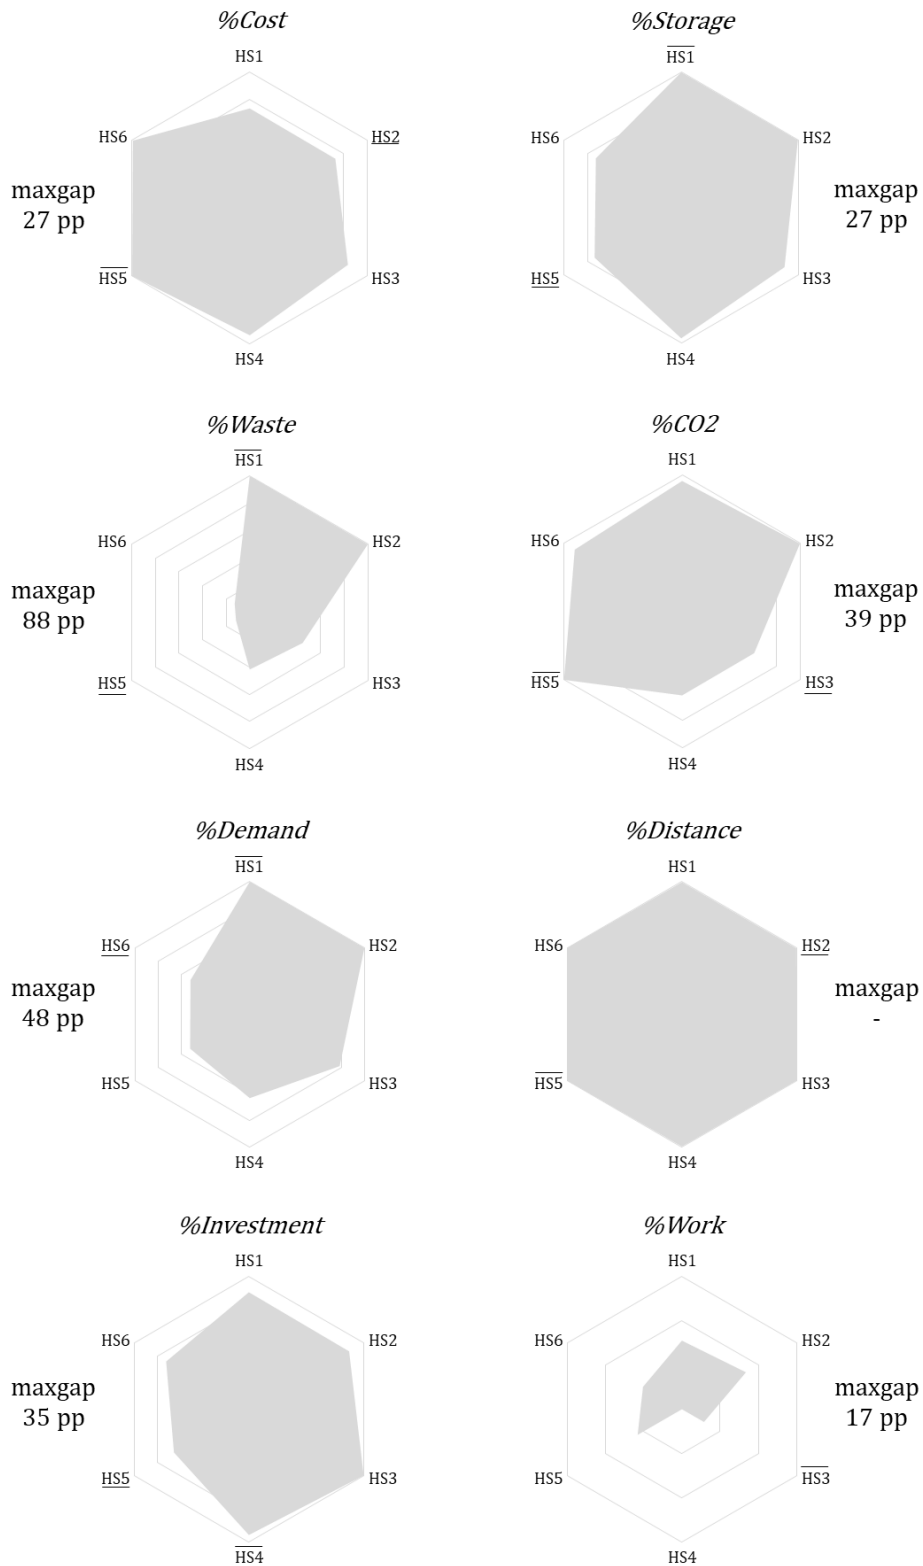 %Cost
HS1
HS6
HS2
maxgap
27 pp
HS5
HS3
HS4
%Storage
HS1
HS6
HS2
maxgap
27 pp
HS5
HS3
HS4
%Waste
HS1
HS6
HS2
maxgap
88 pp
HS5
HS3
HS4
%CO2
HS1
HS6
HS2
maxgap
39 pp
HS5
HS3
HS4
%Demand
HS1
HS6
HS2
maxgap
48 pp
HS5
HS3
HS4
%Distance
HS1
HS6
HS2
maxgap
-
HS5
HS3
HS4
%Investment
HS1
HS6
HS2
maxgap
35 pp
HS5
HS3
HS4
%Work
HS1
HS6
HS2
maxgap
17 pp
HS5
HS3
HS4